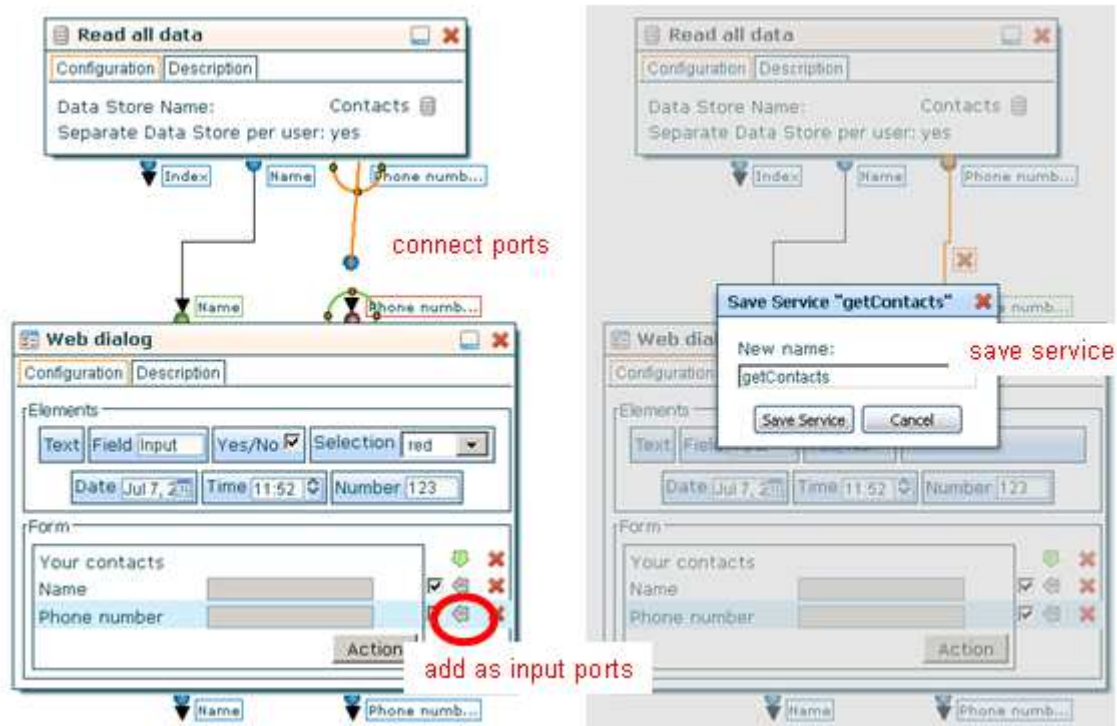 Read all data
Configuration Description
Data Store Name: Contacts
Separate Data Store per user: yes
Index Name Phone numb...
connect ports
Name Phone numb...
Web dialog
Configuration Description
Elements
Text Field Input Yes/No Selection red
Date Jul 7, 2 Time 11:52 Number 123
Form
Your contacts
Name
Phone number
Action
add as input ports
Name Phone numb...
Read all data
Configuration Description
Data Store Name: Contacts
Separate Data Store per user: yes
Index Name Phone numb...
Save Service "getContacts"
numb...
New name:
save service
getContacts
Save Service Cancel
Web dial
Configuration
Elements
Text Field
Date Jul 7, 2 Time 11:52 Number 123
Form
Your contacts
Name
Phone number
Action
Name Phone numb...